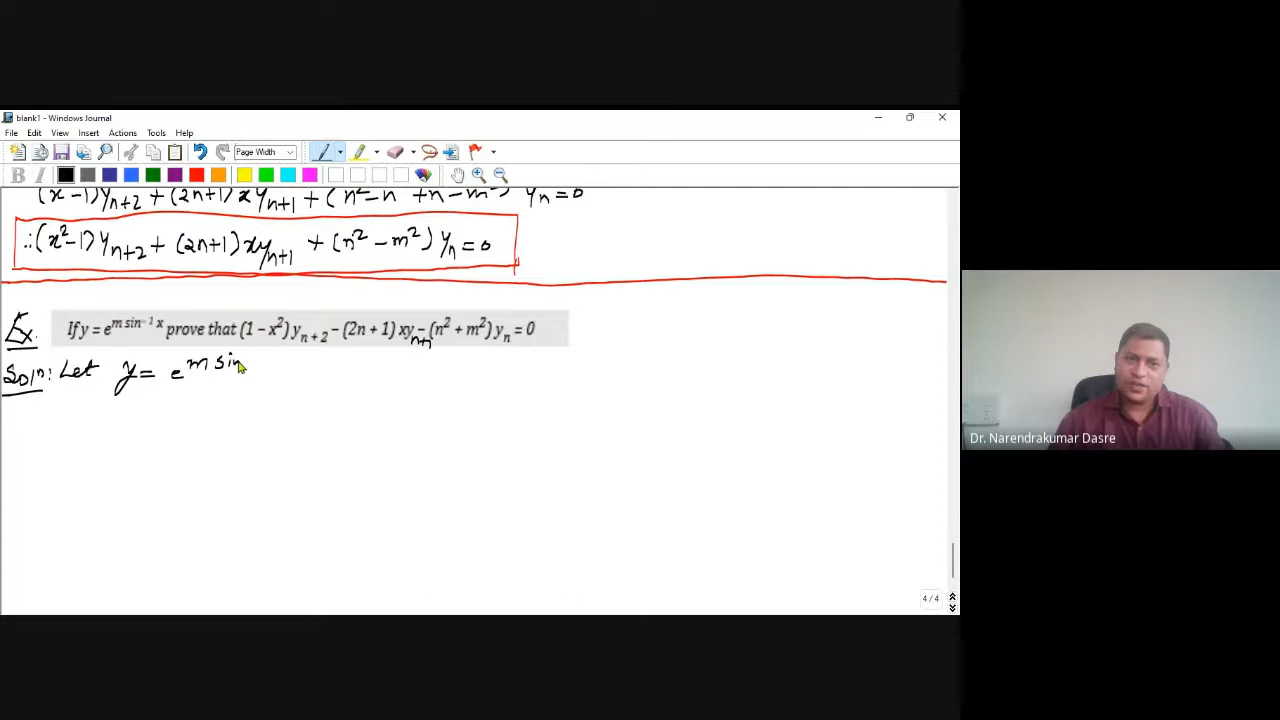 blank1 - Windows Journal
File Edit View Insert Actions Tools Help
Page Width
B I
(x²-1)yₙ₊₂ + (2n+1)xyₙ₊₁ + (n²-n+n-m²) yₙ=0
∴(x²-1)yₙ₊₂ + (2n+1)xyₙ₊₁ + (n²-m²)yₙ=0
Ex. If y = e^(m sin⁻¹ x) prove that (1 − x²) yₙ₊₂ − (2n + 1) xyₙ₊₁ − (n² + m²) yₙ = 0
Solⁿ: Let y = e^(m sin
4 / 4
Dr. Narendrakumar Dasre